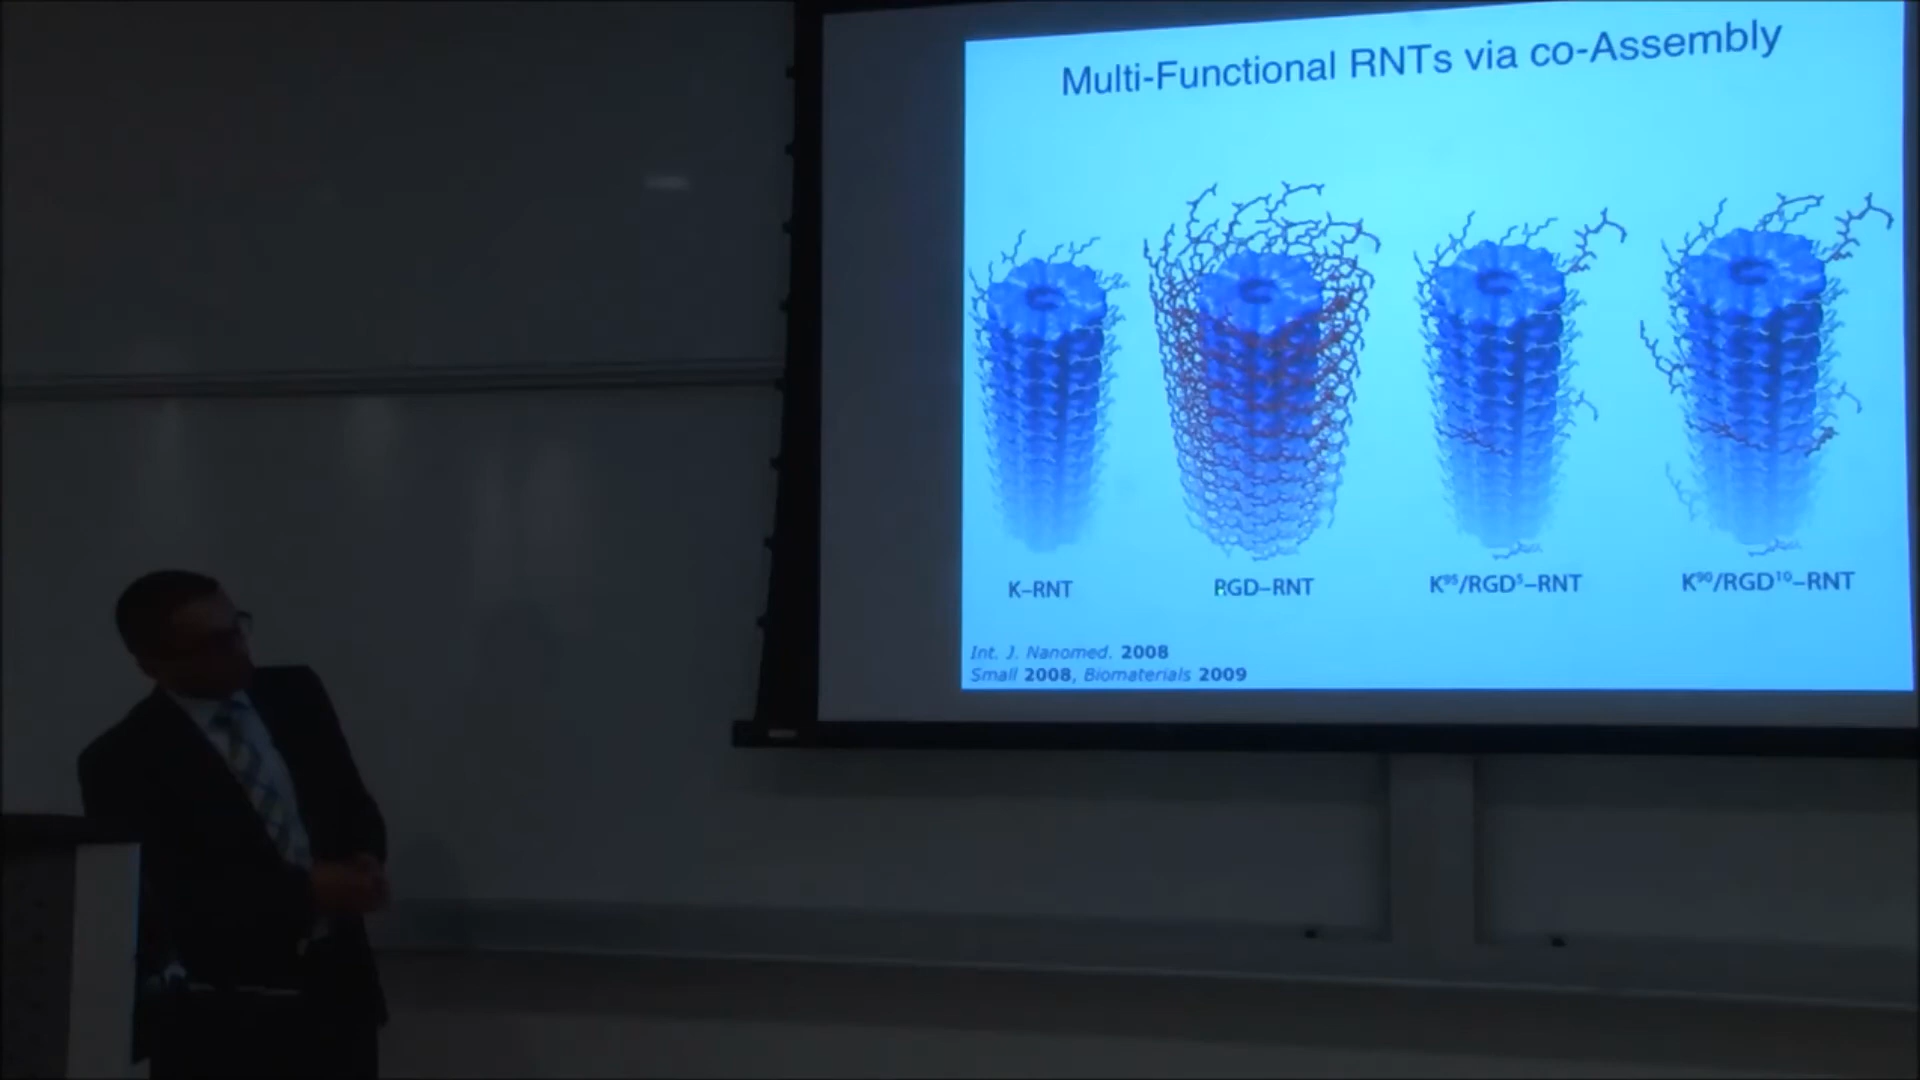 Multi-Functional RNTs via co-Assembly
K–RNT
RGD–RNT
K⁹⁵/RGD⁵–RNT
K⁹⁰/RGD¹⁰–RNT
Int. J. Nanomed. 2008
Small 2008, Biomaterials 2009